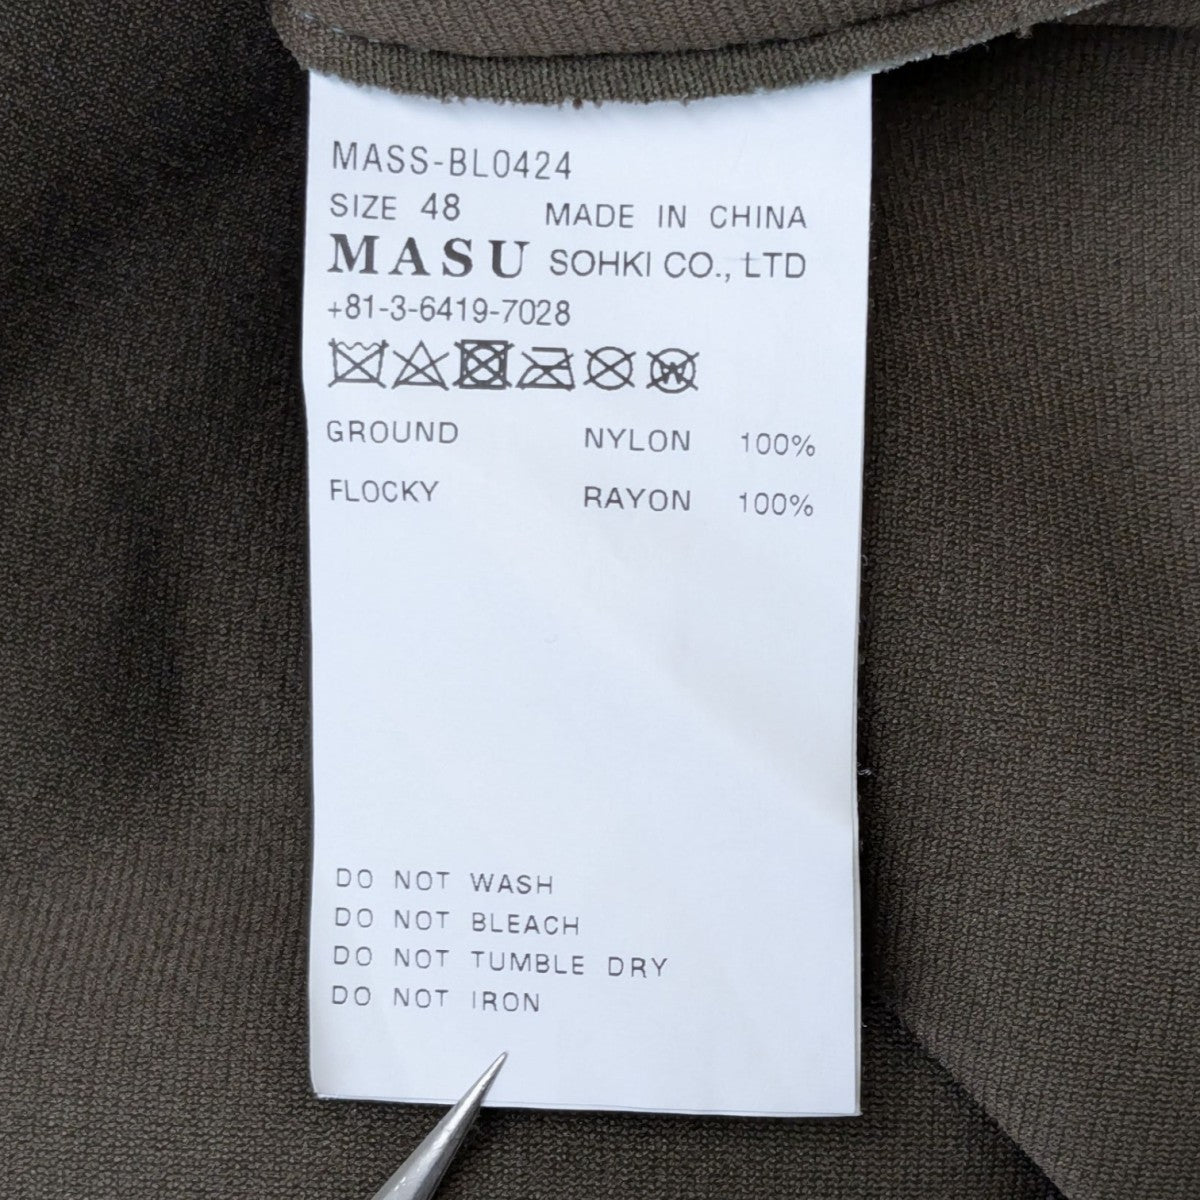 MASS-BL0424
SIZE 48 MADE IN CHINA
MASU SOHKI CO., LTD
+81-3-6419-7028
W
GROUND NYLON 100%
FLOCKY RAYON 100%
DO NOT WASH
DO NOT BLEACH
DO NOT TUMBLE DRY
DO NOT IRON